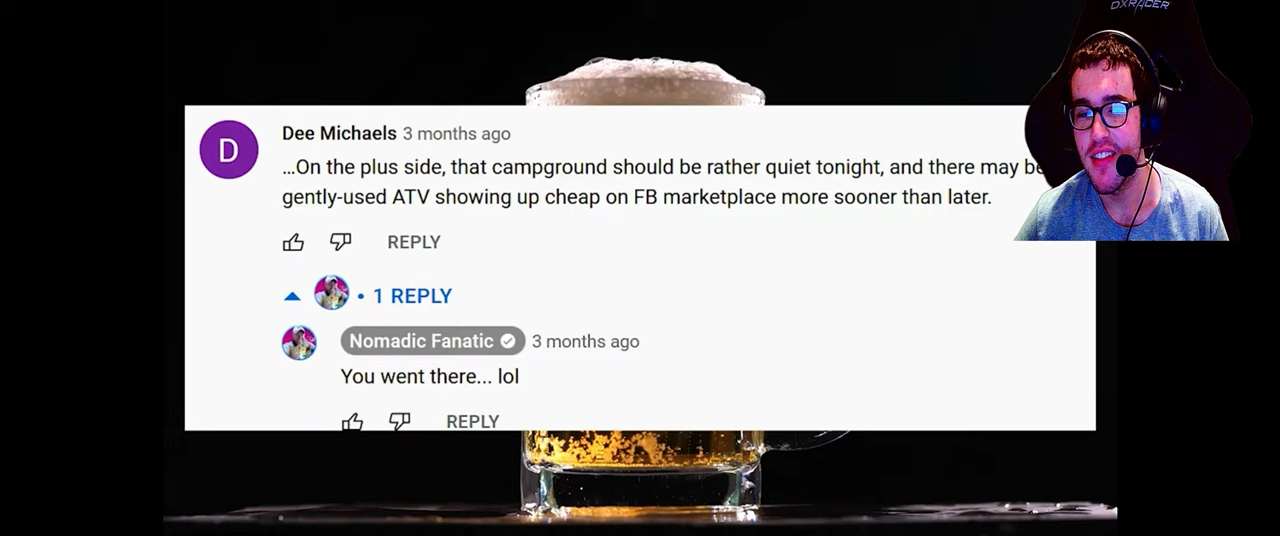 DXRACER
Dee Michaels 3 months ago
...On the plus side, that campground should be rather quiet tonight, and there may be
gently-used ATV showing up cheap on FB marketplace more sooner than later.
REPLY
1 REPLY
Nomadic Fanatic 3 months ago
You went there... lol
REPLY
D